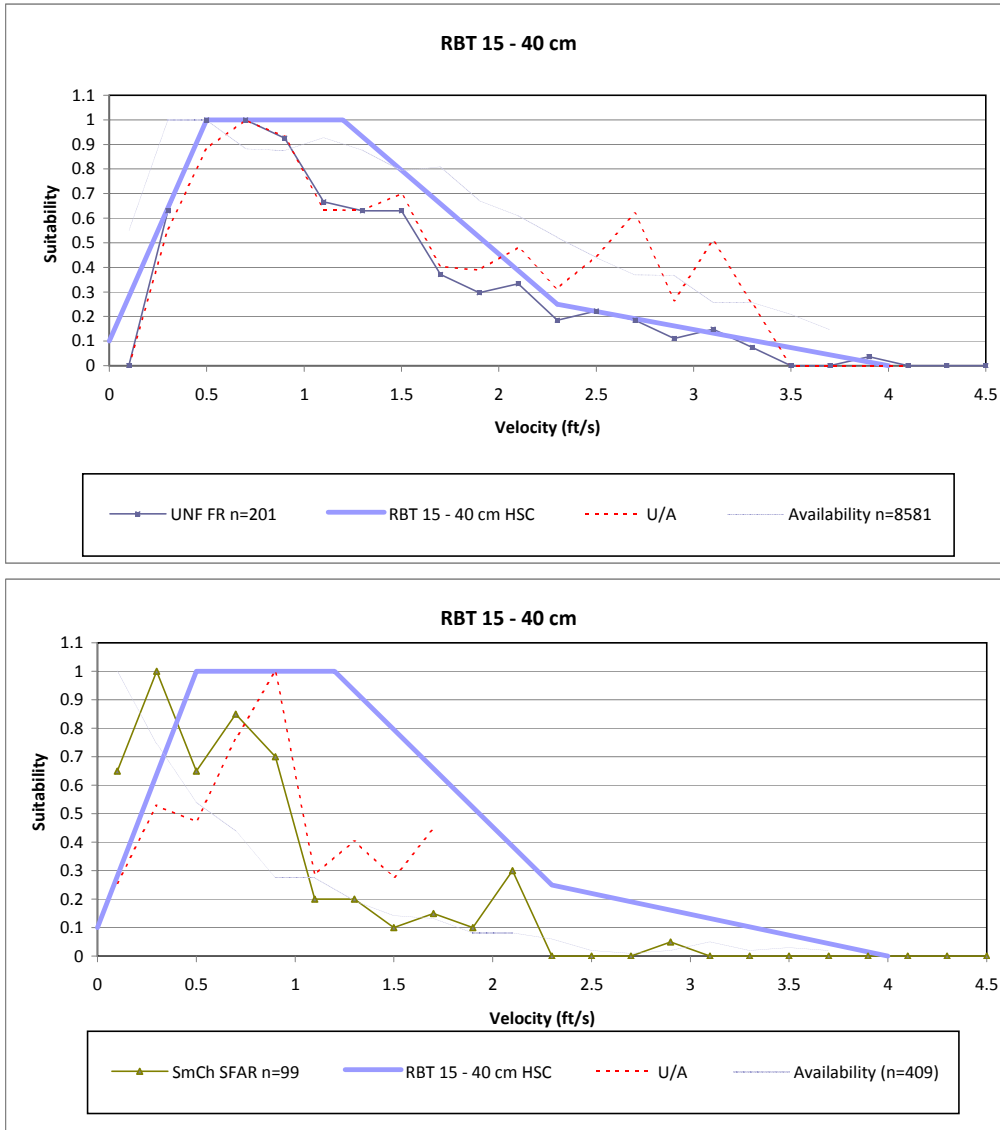 RBT 15 - 40 cm
1.1
1
0.9
0.8
0.7
0.6
0.5
0.4
0.3
0.2
0.1
0
Suitability
0 0.5 1 1.5 2 2.5 3 3.5 4 4.5
Velocity (ft/s)
UNF FR n=201 RBT 15 - 40 cm HSC U/A Availability n=8581
RBT 15 - 40 cm
1.1
1
0.9
0.8
0.7
0.6
0.5
0.4
0.3
0.2
0.1
0
Suitability
0 0.5 1 1.5 2 2.5 3 3.5 4 4.5
Velocity (ft/s)
SmCh SFAR n=99 RBT 15 - 40 cm HSC U/A Availability (n=409)